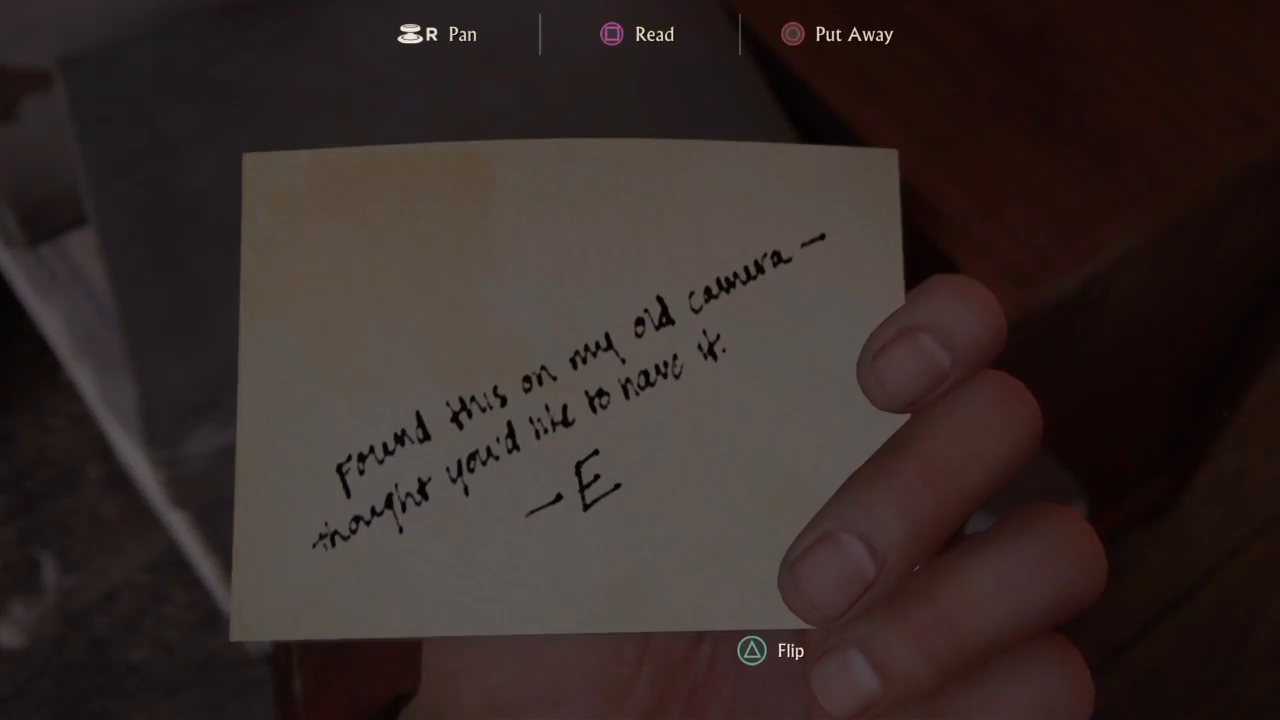 R Pan
Read
Put Away
Found this on my old camera —
thought you'd like to have it.
— E
Flip